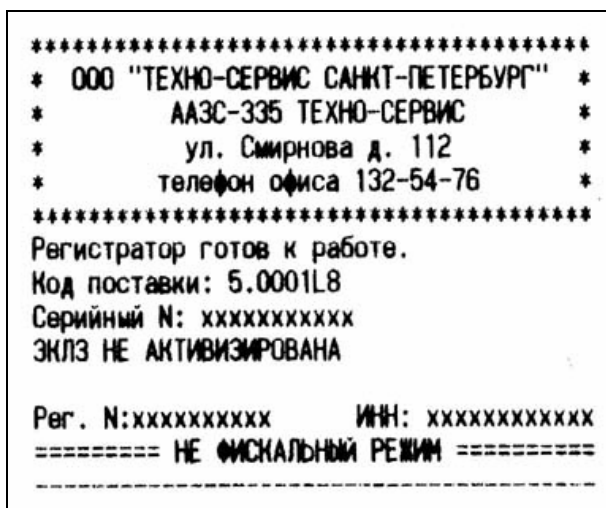 ****************************************
* ООО "ТЕХНО-СЕРВИС САНКТ-ПЕТЕРБУРГ" *
* ААЗС-335 ТЕХНО-СЕРВИС *
* ул. Смирнова д. 112 *
* телефон офиса 132-54-76 *
****************************************
Регистратор готов к работе.
Код поставки: 5.0001L8
Серийный N: xxxxxxxxxxx
ЭКЛЗ НЕ АКТИВИЗИРОВАНА
Рег. N:xxxxxxxxxx ИНН: xxxxxxxxxxxx
========= НЕ ФИСКАЛЬНЫЙ РЕЖИМ ==========
----------------------------------------